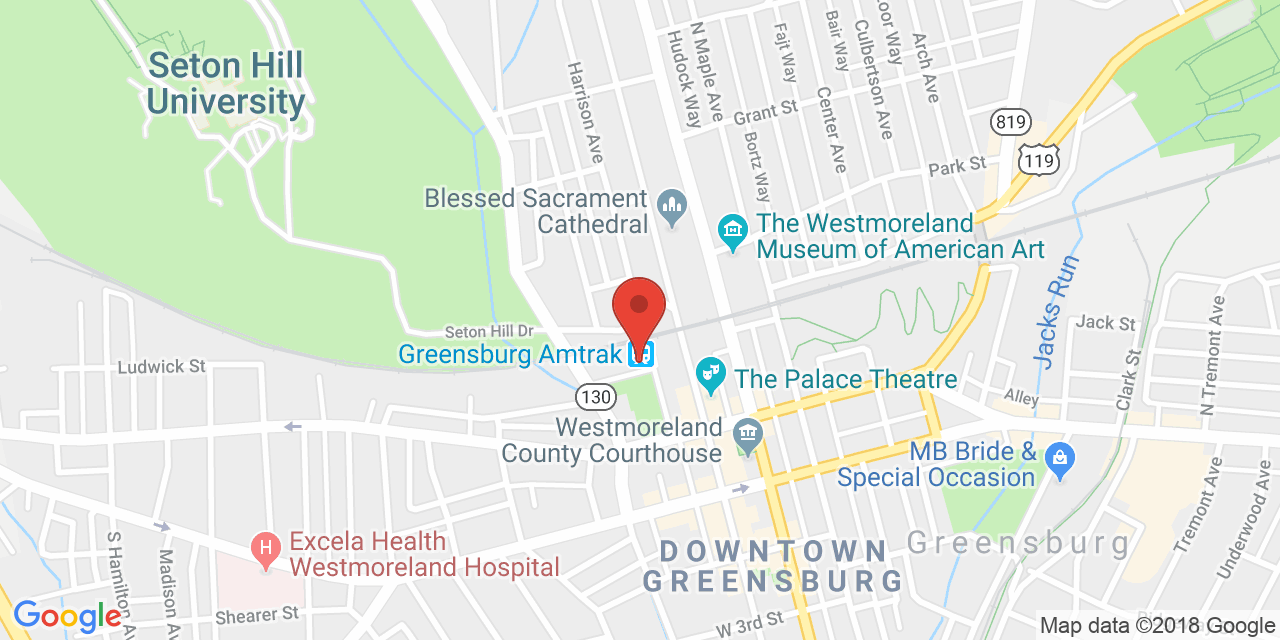 Seton Hill
University
Harrison Ave
Hudock Way
N Maple Ave
Fajt Way
Bair Way
Culbertson Ave
Arch Ave
Grant St
Center Ave
Bortz Way
819
119
Park St
Blessed Sacrament
Cathedral
The Westmoreland
Museum of American Art
Jacks Run
Seton Hill Dr
Greensburg Amtrak
Ludwick St
Jack St
N Tremont Ave
Clark St
The Palace Theatre
Alley
130
Westmoreland
County Courthouse
MB Bride &
Special Occasion
Tremont Ave
Underwood Ave
S Hamilton Ave
Madison Av
H
Excela Health
Westmoreland Hospital
DOWNTOWN
GREENSBURG
Greensburg
Shearer St
W 3rd St
Google
Map data ©2018 Google